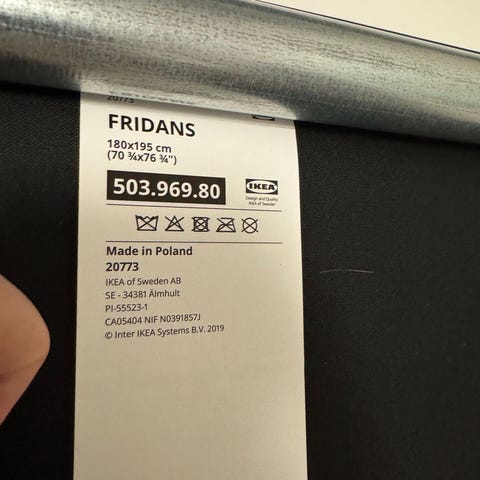 20773
FRIDANS
180x195 cm
(70 ¾x76 ¾")
503.969.80
IKEA
Design and Quality
IKEA of Sweden
Made in Poland
20773
IKEA of Sweden AB
SE - 34381 Älmhult
PI-55523-1
CA05404 NIF N0391857J
© Inter IKEA Systems B.V. 2019